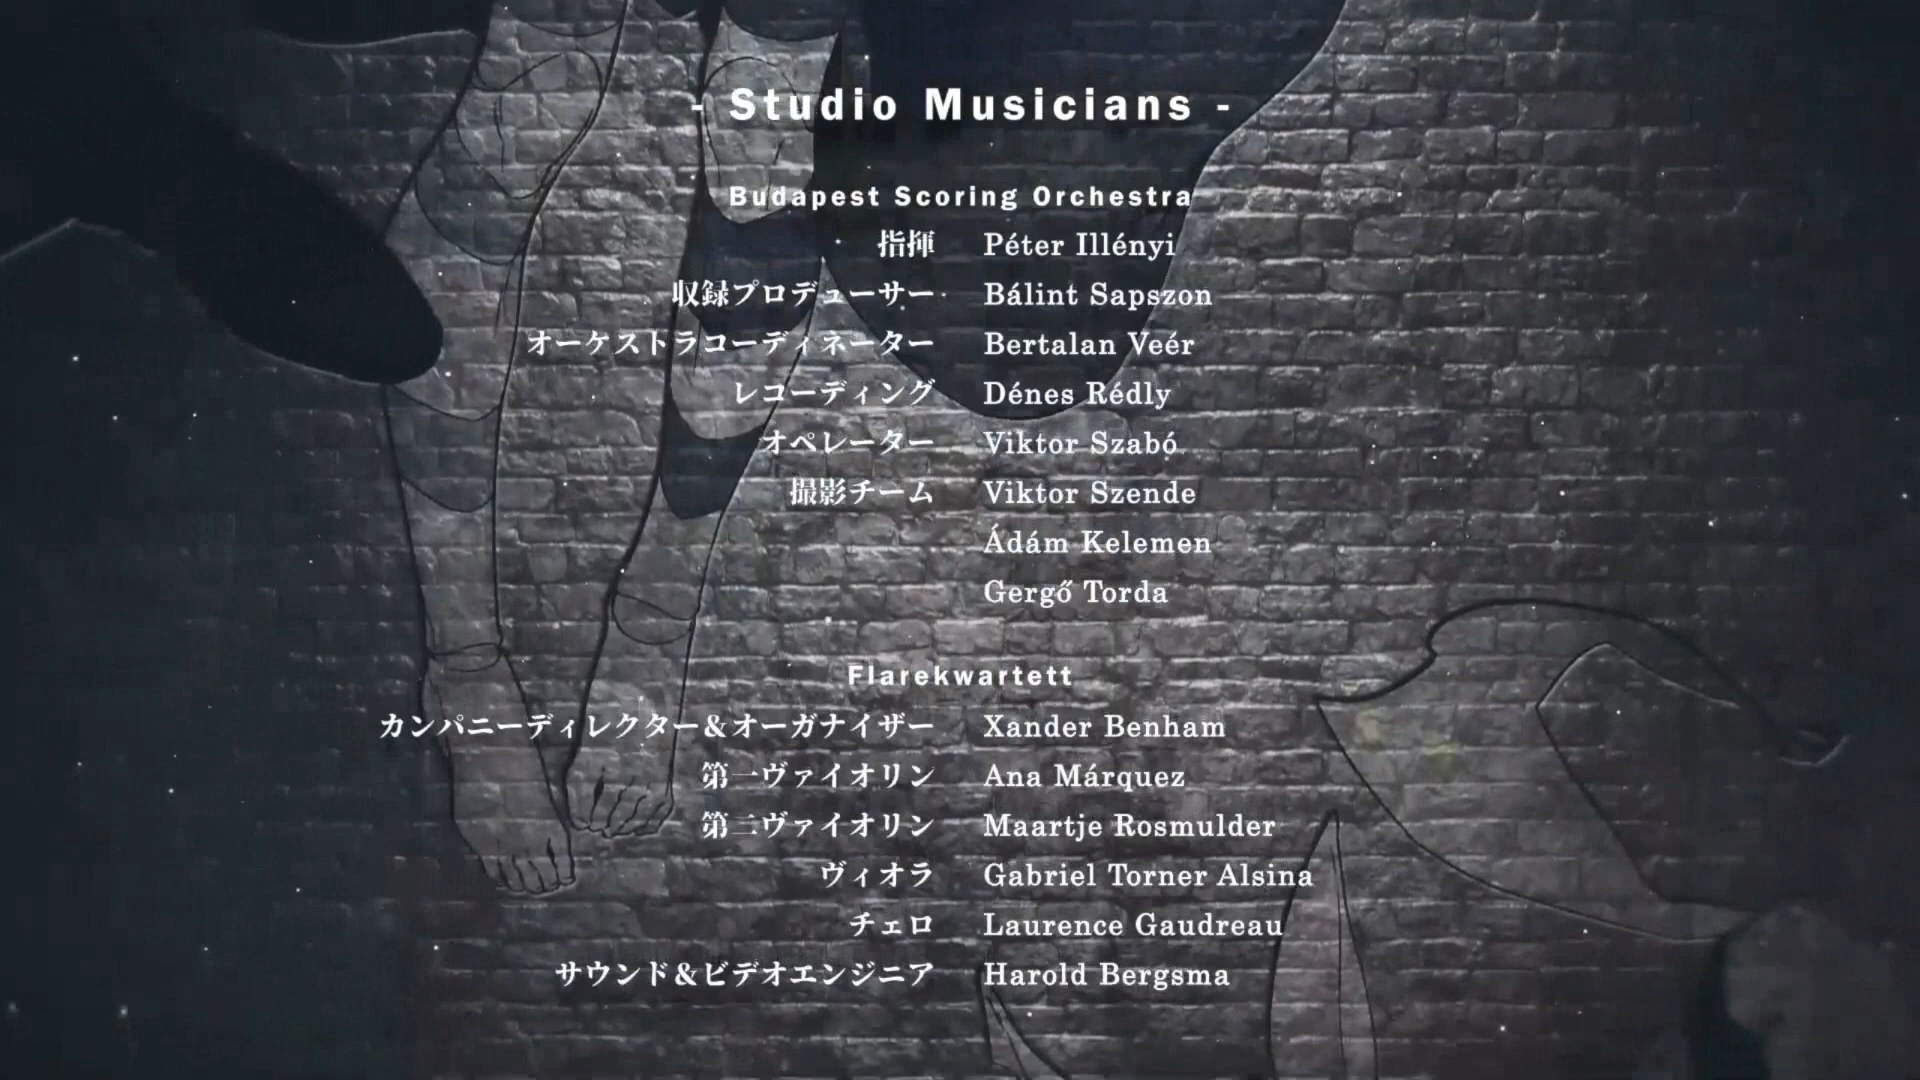 - Studio Musicians -
Budapest Scoring Orchestra
指揮 Péter Illényi
収録プロデューサー Bálint Sapszon
オーケストラコーディネーター Bertalan Veér
レコーディング Dénes Rédly
オペレーター Viktor Szabó
撮影チーム Viktor Szende
Ádám Kelemen
Gergő Torda
Flarekwartett
カンパニーディレクター＆オーガナイザー Xander Benham
第一ヴァイオリン Ana Márquez
第二ヴァイオリン Maartje Rosmulder
ヴィオラ Gabriel Torner Alsina
チェロ Laurence Gaudreau
サウンド＆ビデオエンジニア Harold Bergsma